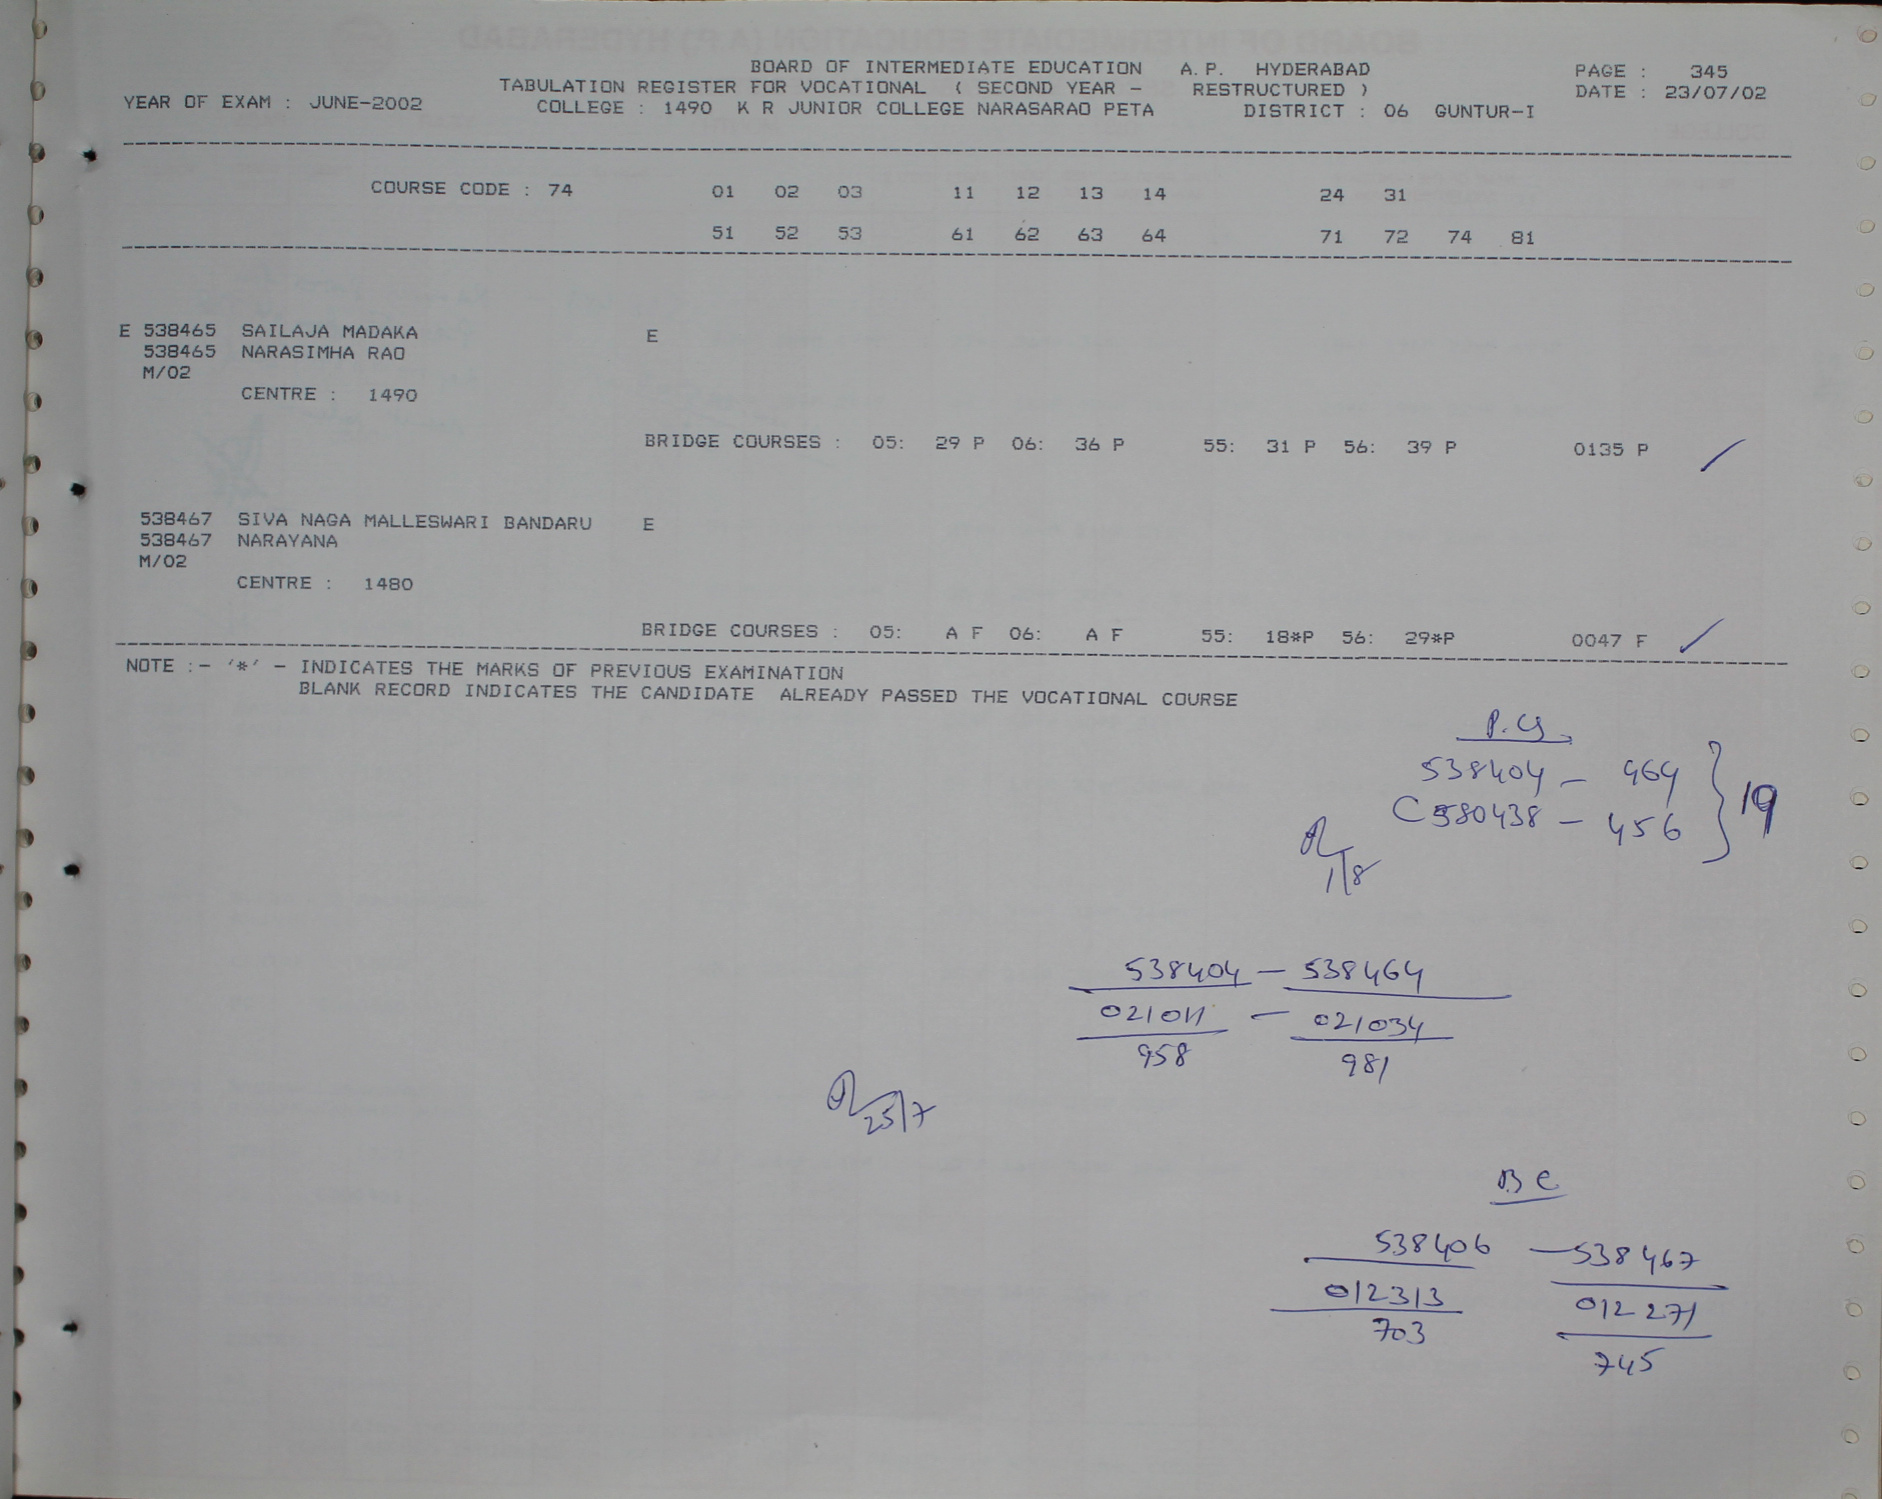 BOARD OF INTERMEDIATE EDUCATION A.P. HYDERABAD PAGE : 345
TABULATION REGISTER FOR VOCATIONAL ( SECOND YEAR - RESTRUCTURED ) DATE : 23/07/02
YEAR OF EXAM : JUNE-2002 COLLEGE : 1490 K R JUNIOR COLLEGE NARASARAO PETA DISTRICT : 06 GUNTUR-I
COURSE CODE : 74 01 02 03 11 12 13 14 24 31
51 52 53 61 62 63 64 71 72 74 81
E 538465 SAILAJA MADAKA E
538465 NARASIMHA RAO
M/02
CENTRE : 1490
BRIDGE COURSES : 05: 29 P 06: 36 P 55: 31 P 56: 39 P 0135 P
538467 SIVA NAGA MALLESWARI BANDARU E
538467 NARAYANA
M/02
CENTRE : 1480
BRIDGE COURSES : 05: A F 06: A F 55: 18*P 56: 29*P 0047 F
NOTE :- '*' - INDICATES THE MARKS OF PREVIOUS EXAMINATION
BLANK RECORD INDICATES THE CANDIDATE ALREADY PASSED THE VOCATIONAL COURSE
538404 - 464
C580438 - 456 } 19
1/8
538404 - 538464
021011 - 021034
958 981
25/7
BC
538406 - 538467
012313 012271
703 745